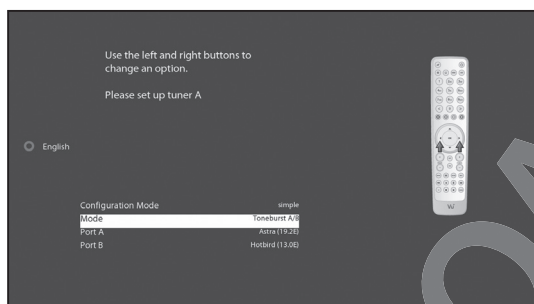 Use the left and right buttons to
change an option.
Please set up tuner A
English
Configuration Mode simple
Mode Toneburst A/B
Port A Astra (19.2E)
Port B Hotbird (13.0E)